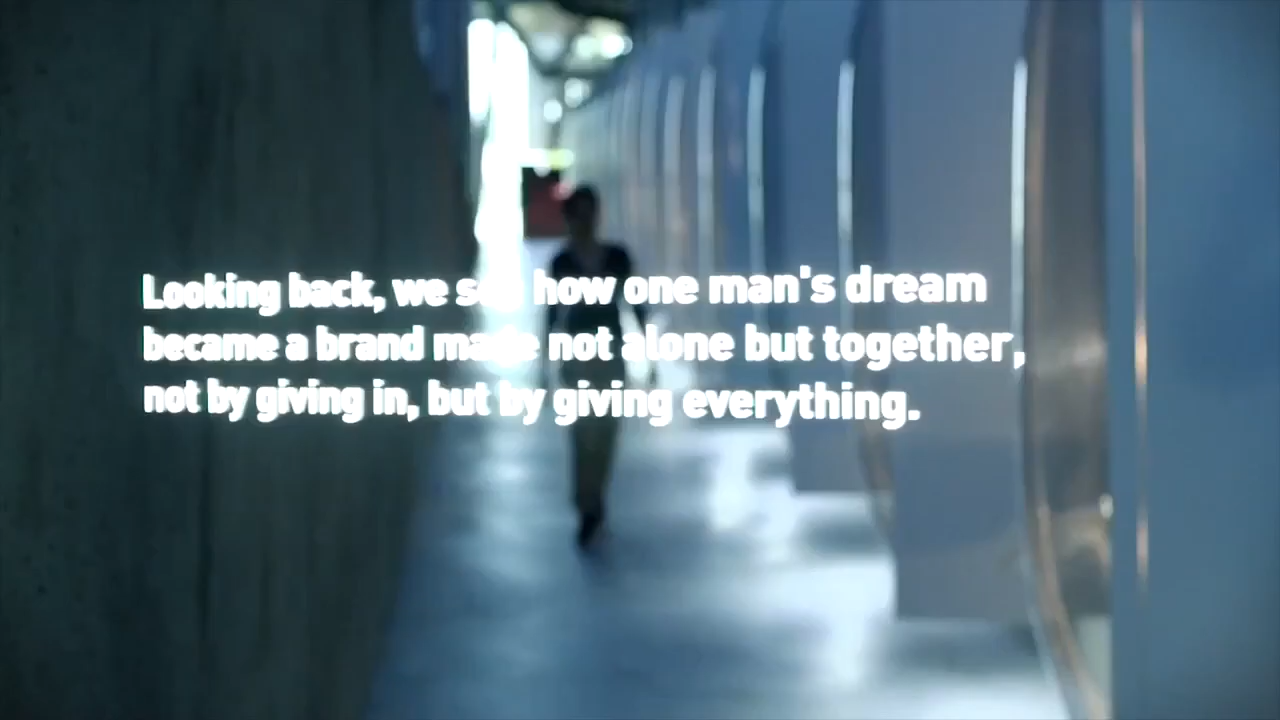 Looking back, we see how one man's dream
became a brand made not alone but together,
not by giving in, but by giving everything.